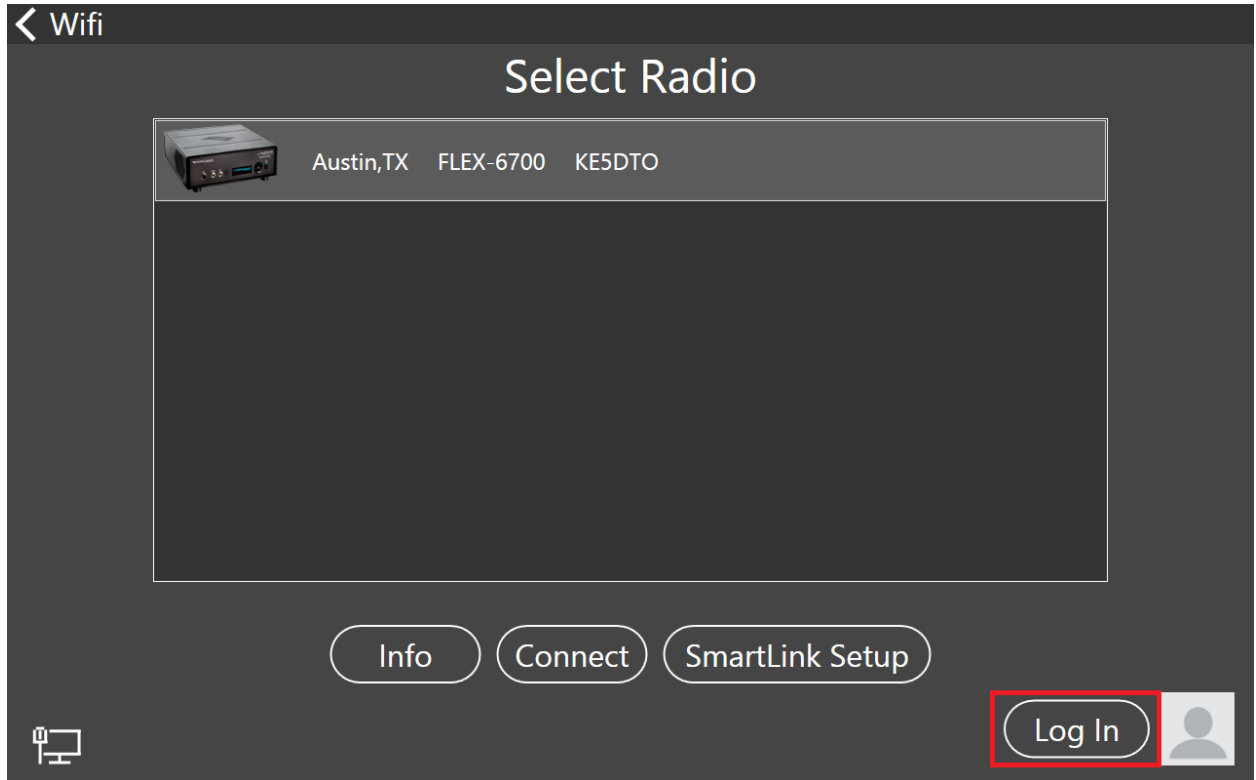 Wifi
Select Radio
Austin,TX FLEX-6700 KE5DTO
Info Connect SmartLink Setup
Log In